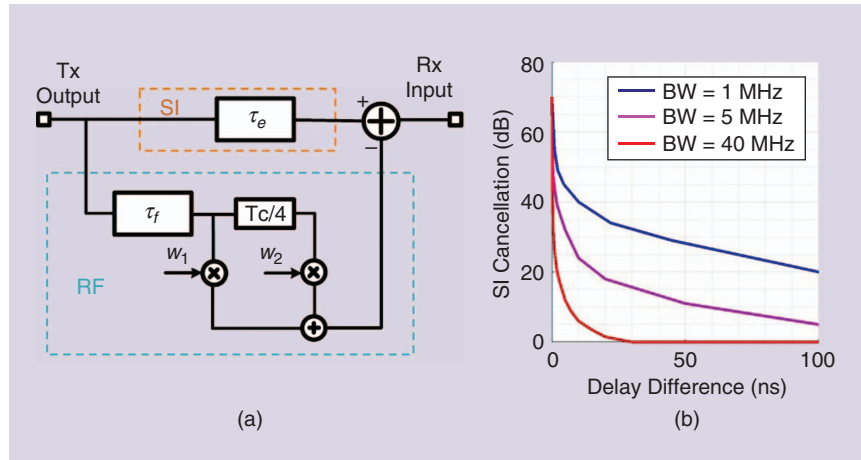 Tx
Output
SI
τe
+
−
Rx
Input
τf
Tc/4
w1
w2
RF
(a)
80
60
40
20
0
SI Cancellation (dB)
BW = 1 MHz
BW = 5 MHz
BW = 40 MHz
0
50
100
Delay Difference (ns)
(b)